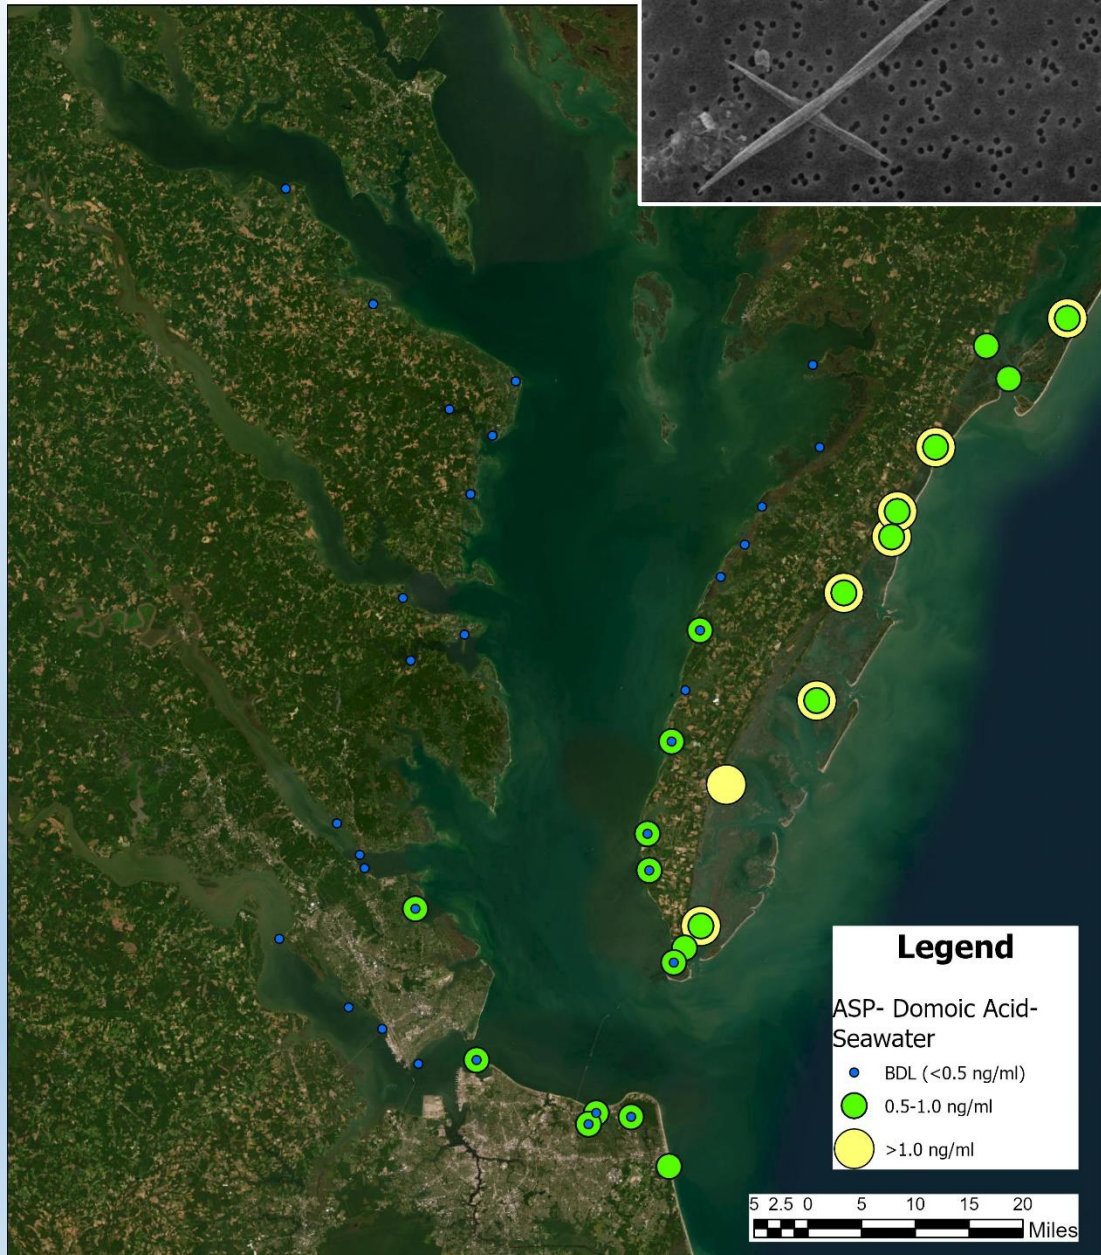 Legend
ASP- Domoic Acid-
Seawater
BDL (<0.5 ng/ml)
0.5-1.0 ng/ml
>1.0 ng/ml
5 2.5 0 5 10 15 20
Miles